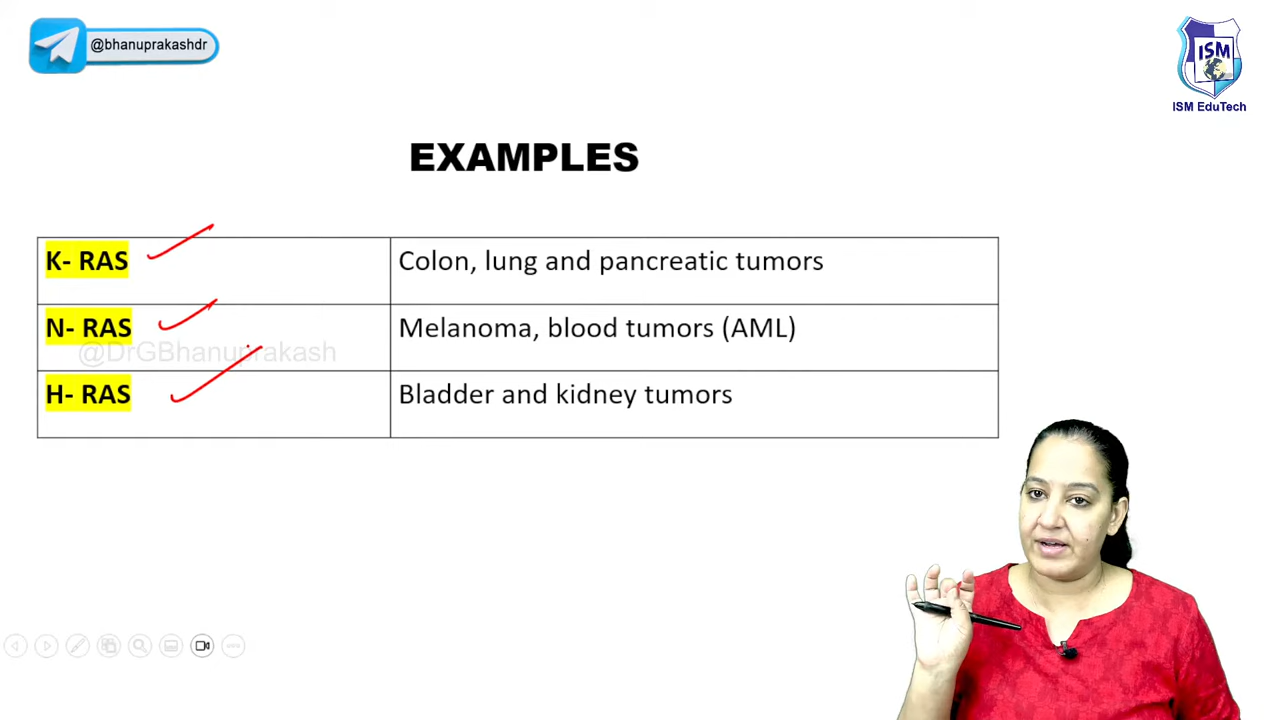 @bhanuprakashdr
ISM
ISM EduTech
EXAMPLES
K- RAS
Colon, lung and pancreatic tumors
N- RAS
Melanoma, blood tumors (AML)
@DrGBhanuprakash
H- RAS
Bladder and kidney tumors